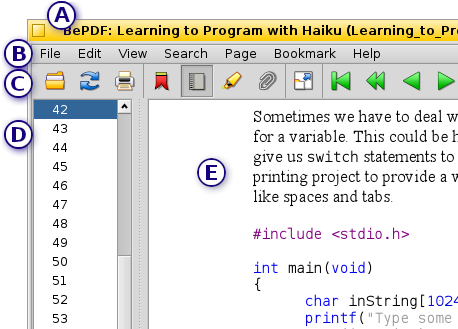 A
BePDF: Learning to Program with Haiku (Learning_to_Pro
B
File Edit View Search Page Bookmark Help
C
D
42
43
44
45
46
47
48
49
50
51
52
53
E
Sometimes we have to deal w
for a variable. This could be h
give us switch statements to
printing project to provide a w
like spaces and tabs.
#include <stdio.h>
int main(void)
{
char inString[1024
printf("Type some